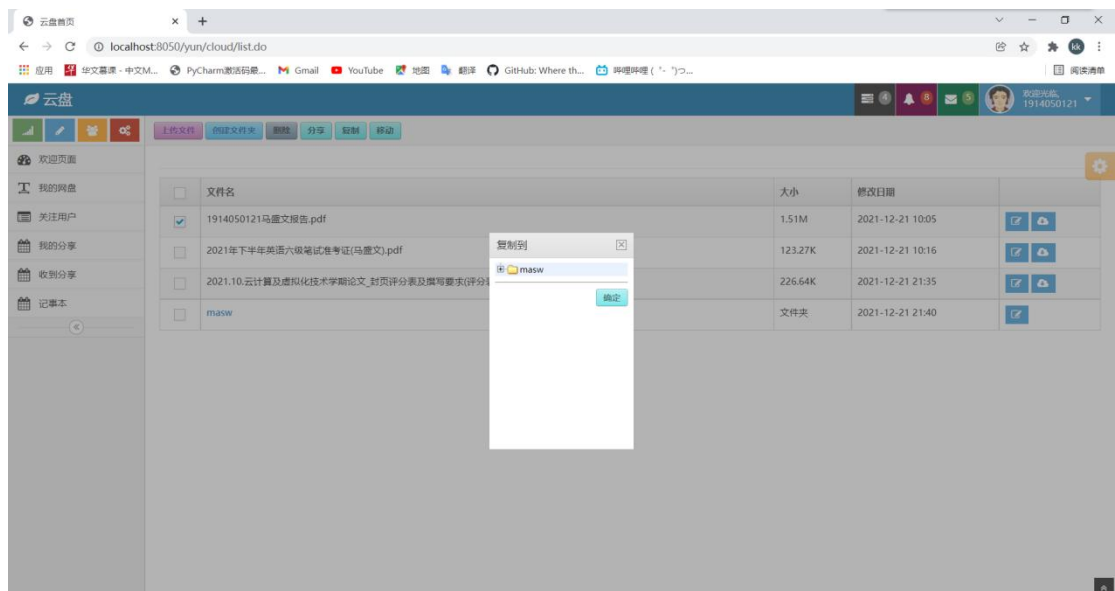 云盘首页
localhost:8050/yun/cloud/list.do
kk
应用 华文慕课 - 中文M... PyCharm激活码最... Gmail YouTube 地图 翻译 GitHub: Where th... 哔哩哔哩 ( ゜- ゜)つ... 阅读清单
云盘 4 8 5 欢迎光临,
1914050121
上传文件 创建文件夹 删除 分享 复制 移动
欢迎页面
我的网盘
关注用户
我的分享
收到分享
记事本
文件名 大小 修改日期
1914050121马盛文报告.pdf 1.51M 2021-12-21 10:05
2021年下半年英语六级笔试准考证(马盛文).pdf 123.27K 2021-12-21 10:16
2021.10.云计算及虚拟化技术学期论文_封页评分表及撰写要求(评分 226.64K 2021-12-21 21:35
masw 文件夹 2021-12-21 21:40
复制到
masw
确定